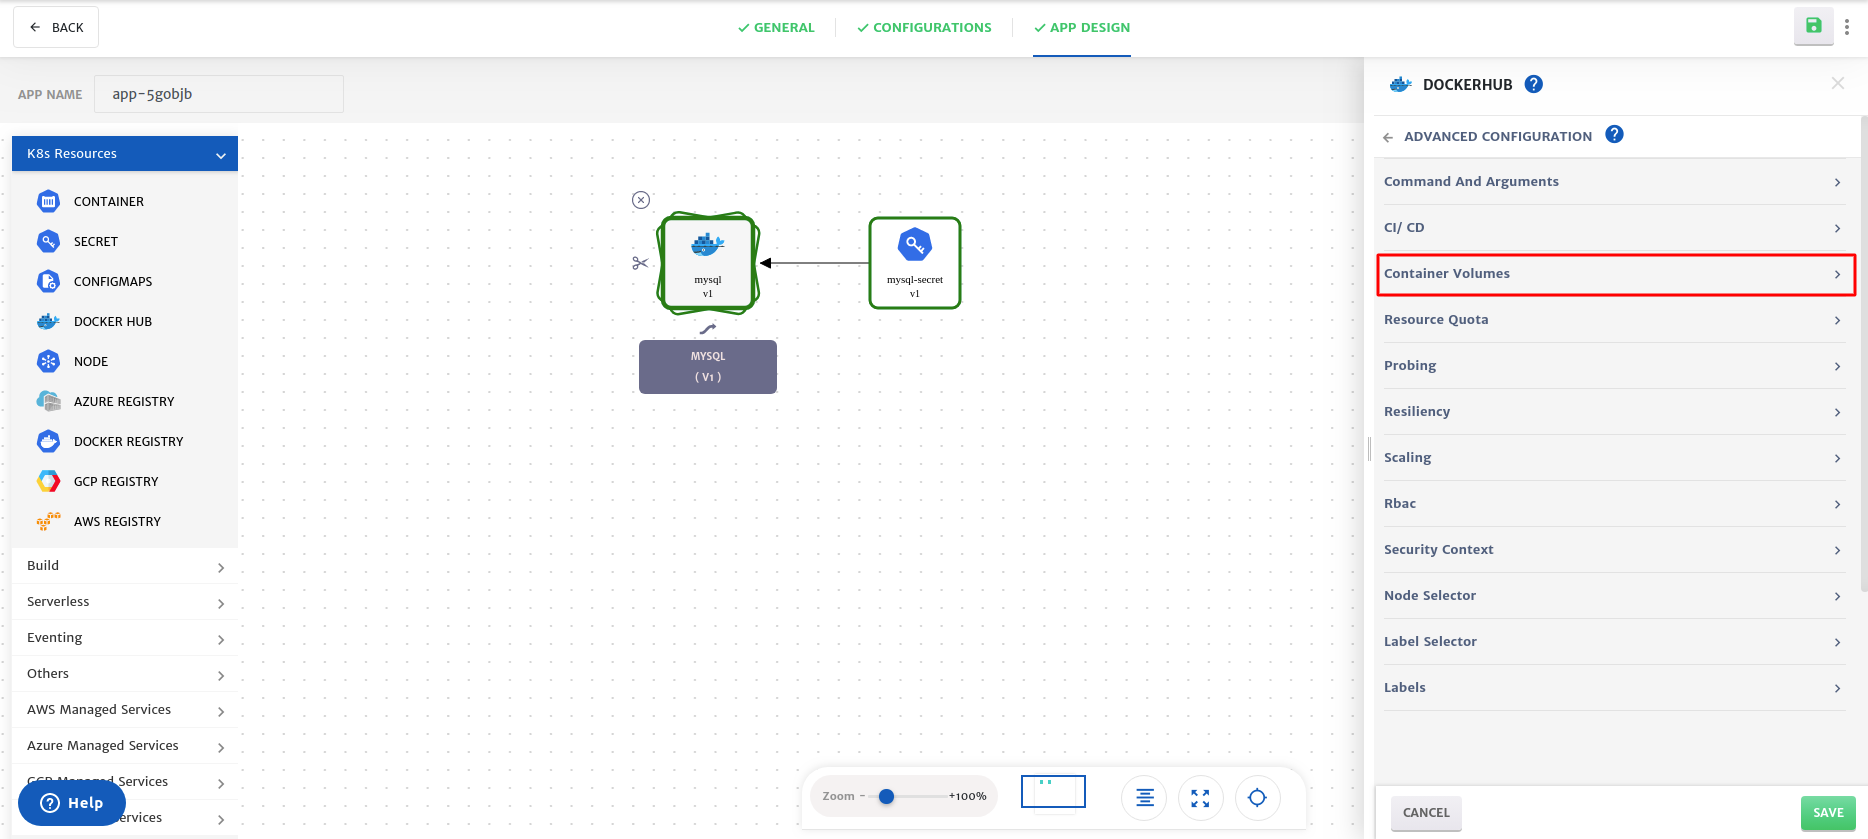 BACK
GENERAL
CONFIGURATIONS
APP DESIGN
APP NAME
app-5gobjb
K8s Resources
CONTAINER
SECRET
CONFIGMAPS
DOCKER HUB
NODE
AZURE REGISTRY
DOCKER REGISTRY
GCP REGISTRY
AWS REGISTRY
Build
Serverless
Eventing
Others
AWS Managed Services
Azure Managed Services
GCP Managed Services
Help
mysql
v1
mysql-secret
v1
MYSQL
( V1 )
Zoom - +100%
DOCKERHUB ?
ADVANCED CONFIGURATION ?
Command And Arguments
CI/ CD
Container Volumes
Resource Quota
Probing
Resiliency
Scaling
Rbac
Security Context
Node Selector
Label Selector
Labels
CANCEL
SAVE